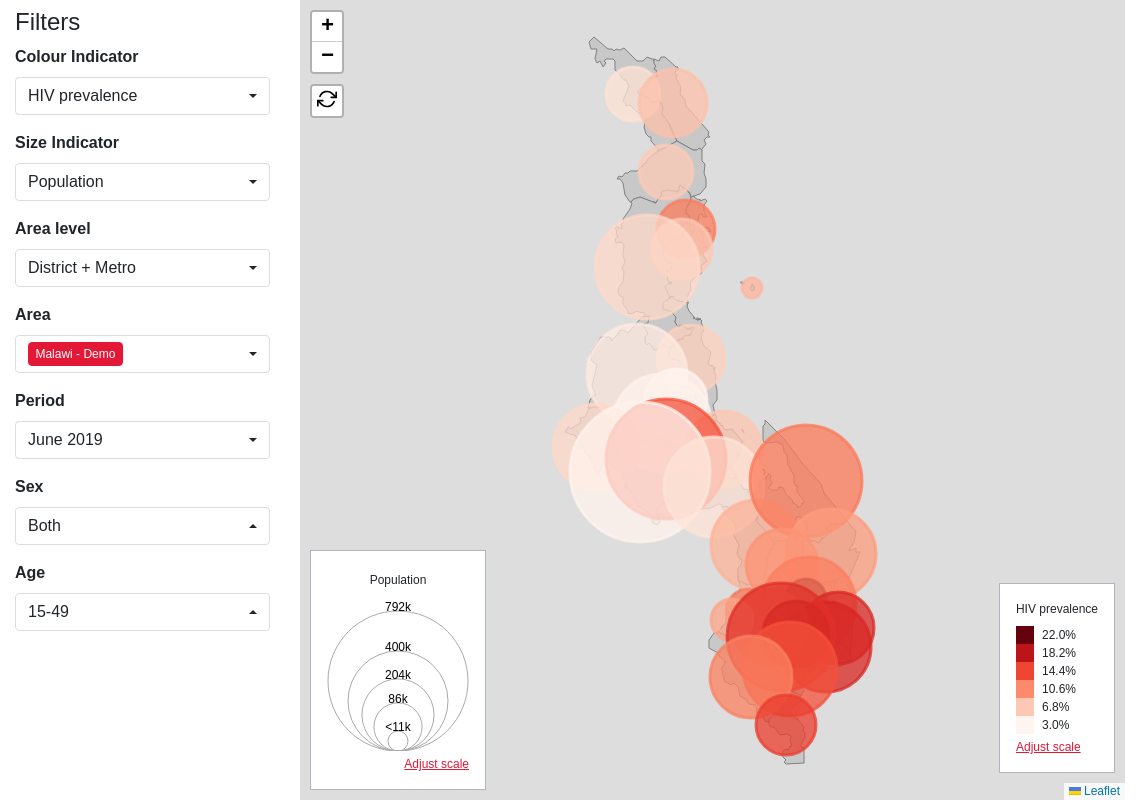 Filters
Colour Indicator
HIV prevalence
Size Indicator
Population
Area level
District + Metro
Area
Malawi - Demo
Period
June 2019
Sex
Both
Age
15-49
+
−
Population
792k
400k
204k
86k
<11k
Adjust scale
HIV prevalence
22.0%
18.2%
14.4%
10.6%
6.8%
3.0%
Adjust scale
Leaflet